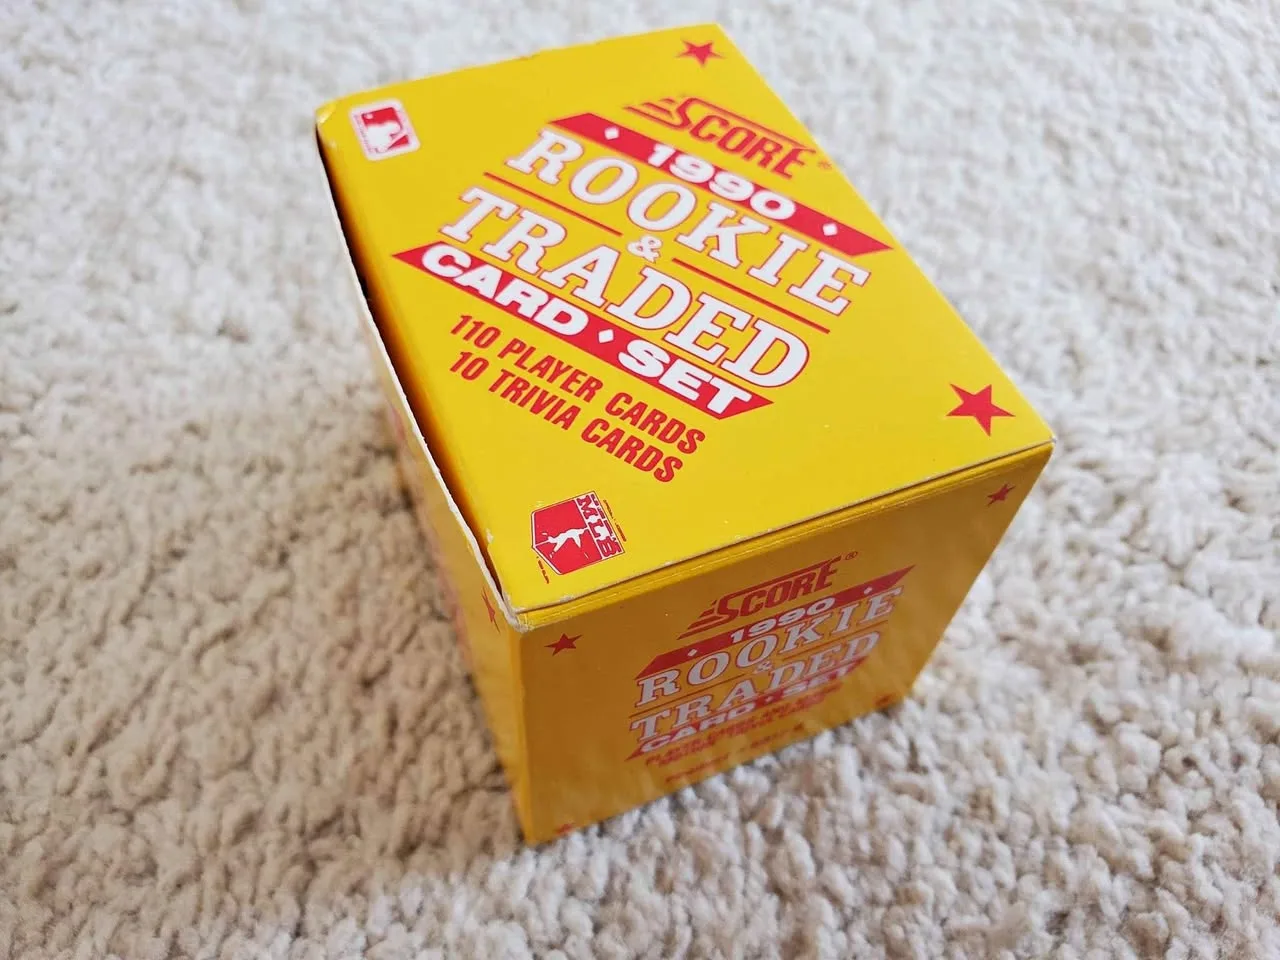 SCORE®
1990
ROOKIE
&
TRADED
CARD • SET
110 PLAYER CARDS
10 TRIVIA CARDS
SCORE®
1990
ROOKIE
&
TRADED
CARD • SET